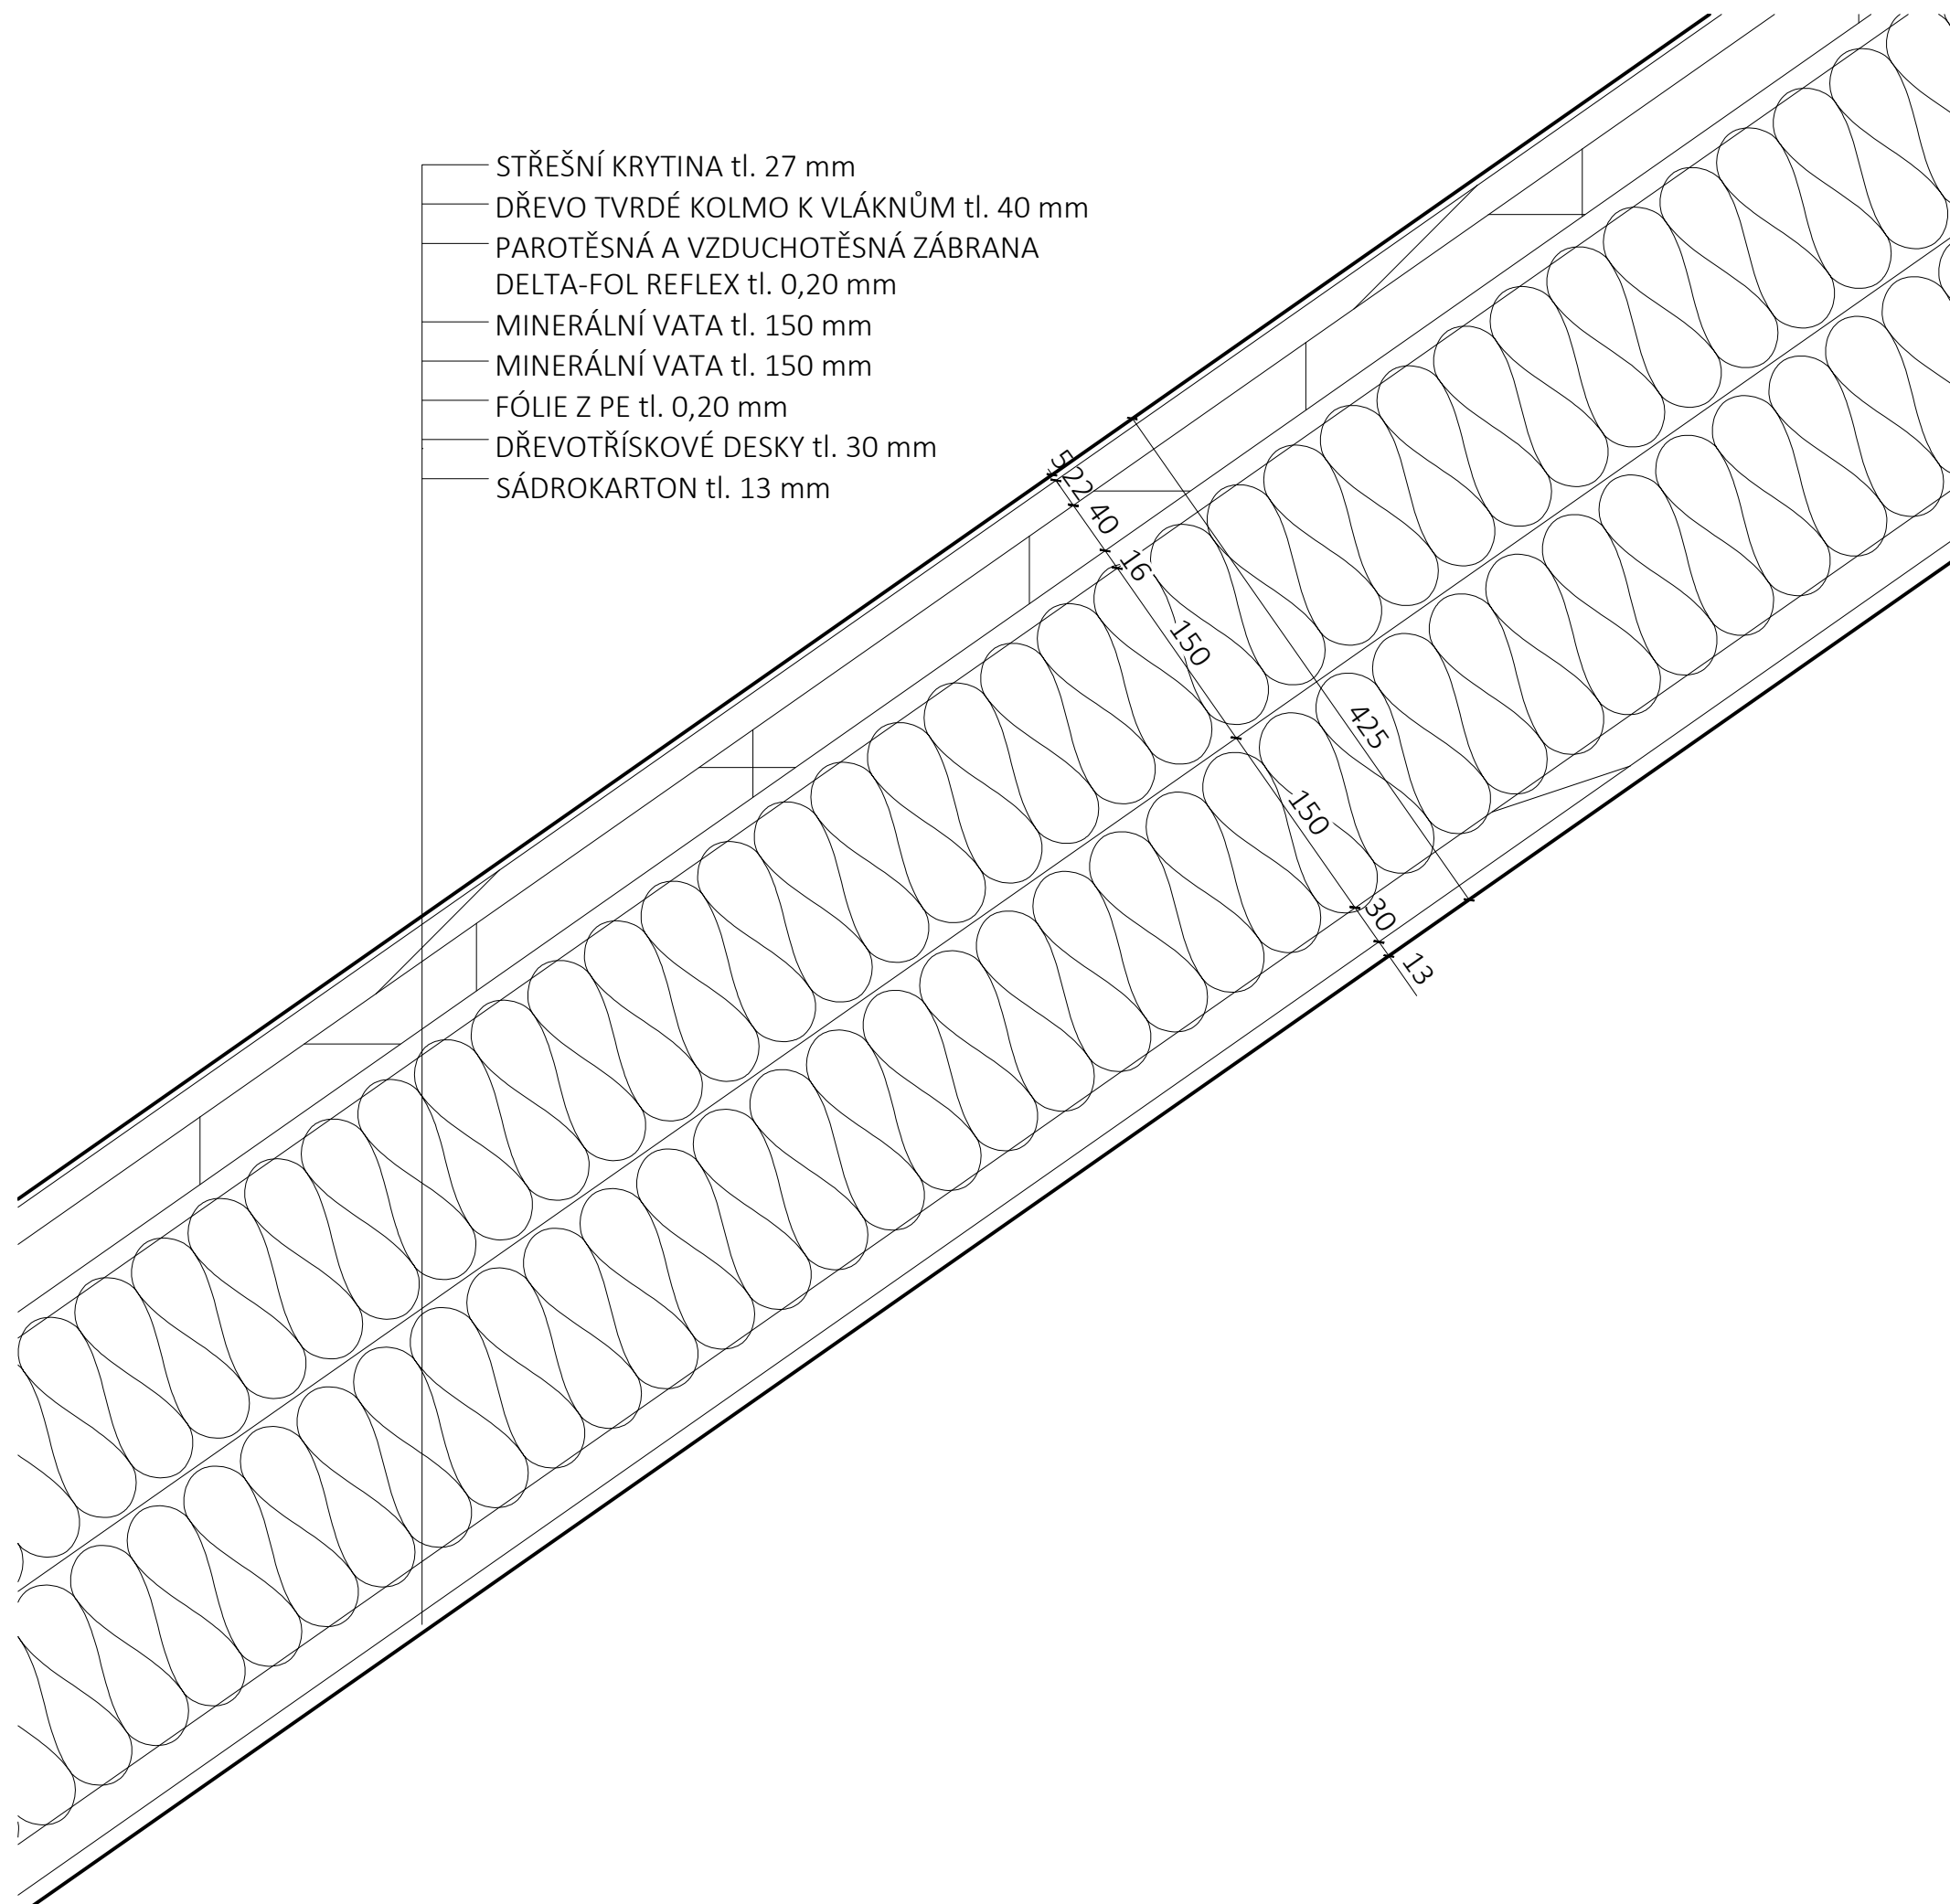 STŘEŠNÍ KRYTINA tl. 27 mm
DŘEVO TVRDÉ KOLMO K VLÁKNŮM tl. 40 mm
PAROTĚSNÁ A VZDUCHOTĚSNÁ ZÁBRANA
DELTA-FOL REFLEX tl. 0,20 mm
MINERÁLNÍ VATA tl. 150 mm
MINERÁLNÍ VATA tl. 150 mm
FÓLIE Z PE tl. 0,20 mm
DŘEVOTŘÍSKOVÉ DESKY tl. 30 mm
SÁDROKARTON tl. 13 mm
5
22
40
16
150
425
150
30
13